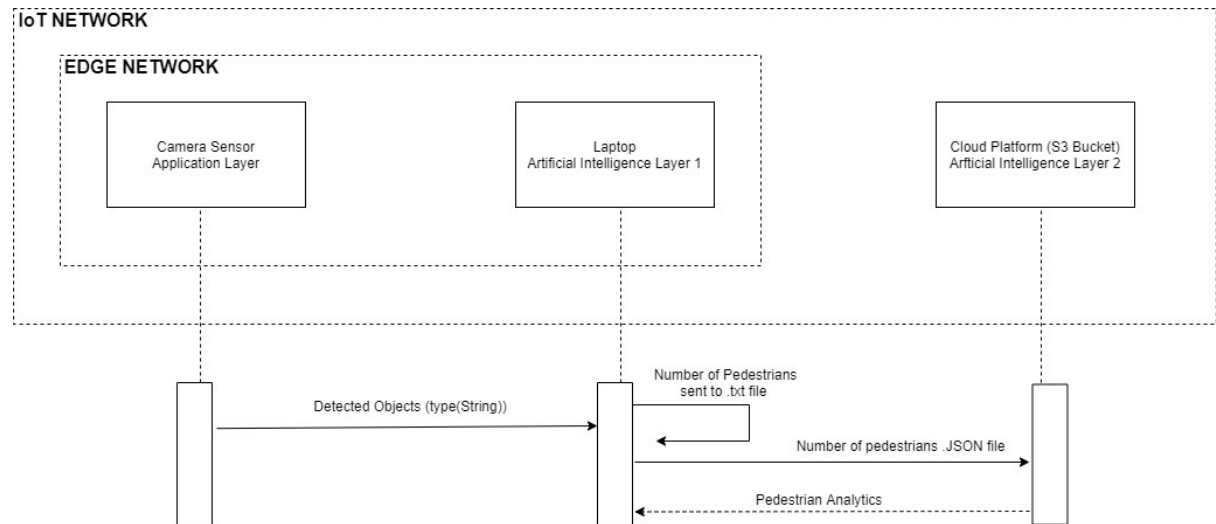 IoT NETWORK
EDGE NETWORK
Camera Sensor
Application Layer
Laptop
Artificial Intelligence Layer 1
Cloud Platform (S3 Bucket)
Arfticial Intelligence Layer 2
Number of Pedestrians
sent to .txt file
Detected Objects (type(String))
Number of pedestrians .JSON file
Pedestrian Analytics